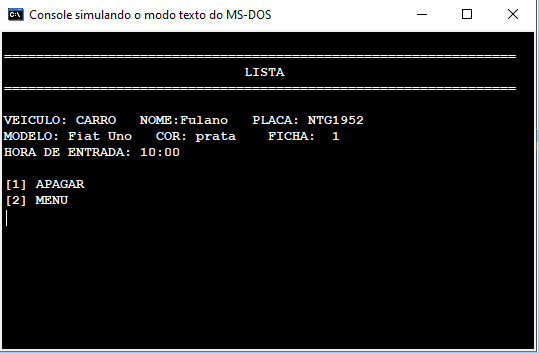 Console simulando o modo texto do MS-DOS
================================================================
LISTA
================================================================
VEICULO: CARRO   NOME:Fulano   PLACA: NTG1952
MODELO: Fiat Uno   COR: prata    FICHA:  1
HORA DE ENTRADA: 10:00
[1] APAGAR
[2] MENU